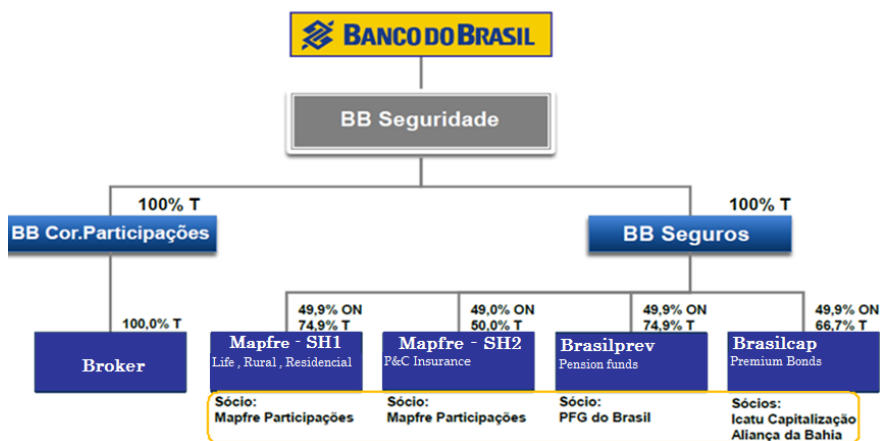 BANCO DO BRASIL
BB Seguridade
100% T
100% T
BB Cor.Participações
BB Seguros
100,0% T
49,9% ON
74,9% T
49,0% ON
50,0% T
49,9% ON
74,9% T
49,9% ON
66,7% T
Broker
Mapfre - SH1
Life , Rural , Residencial
Mapfre - SH2
P&C Insurance
Brasilprev
Pension funds
Brasilcap
Premium Bonds
Sócio:
Mapfre Participações
Sócio:
Mapfre Participações
Sócio:
PFG do Brasil
Sócios:
Icatu Capitalização
Aliança da Bahia